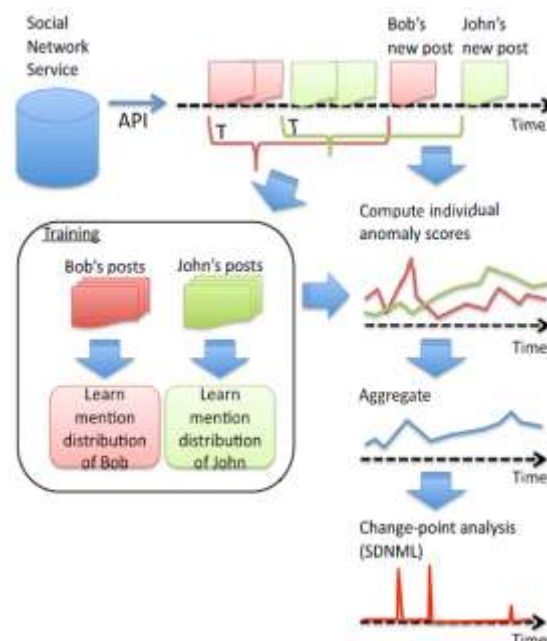 Social
Network
Service
API
Bob's
new post
John's
new post
T
T
Time
Training
Bob's posts
John's posts
Learn
mention
distribution
of Bob
Learn
mention
distribution
of John
Compute individual
anomaly scores
Time
Aggregate
Time
Change-point analysis
(SDNML)
Time